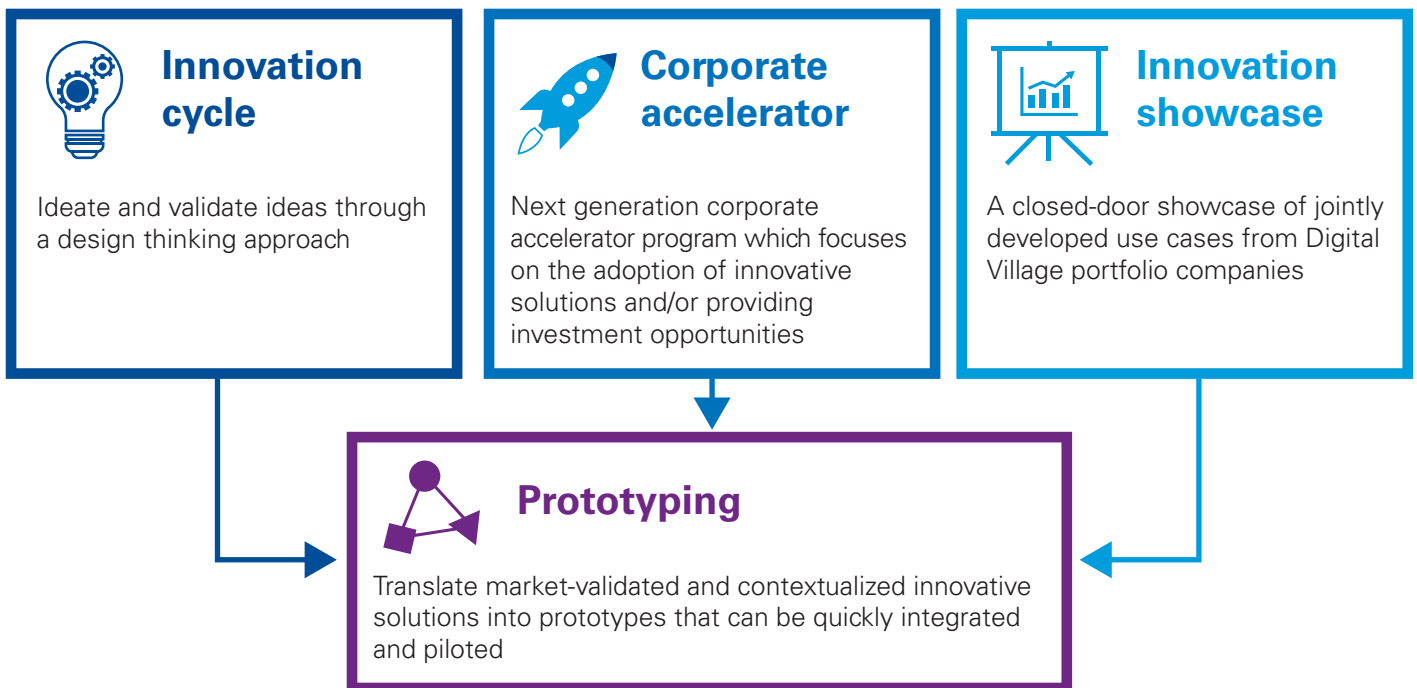 Innovation
cycle
Ideate and validate ideas through
a design thinking approach
Corporate
accelerator
Next generation corporate
accelerator program which focuses
on the adoption of innovative
solutions and/or providing
investment opportunities
Innovation
showcase
A closed-door showcase of jointly
developed use cases from Digital
Village portfolio companies
Prototyping
Translate market-validated and contextualized innovative
solutions into prototypes that can be quickly integrated
and piloted